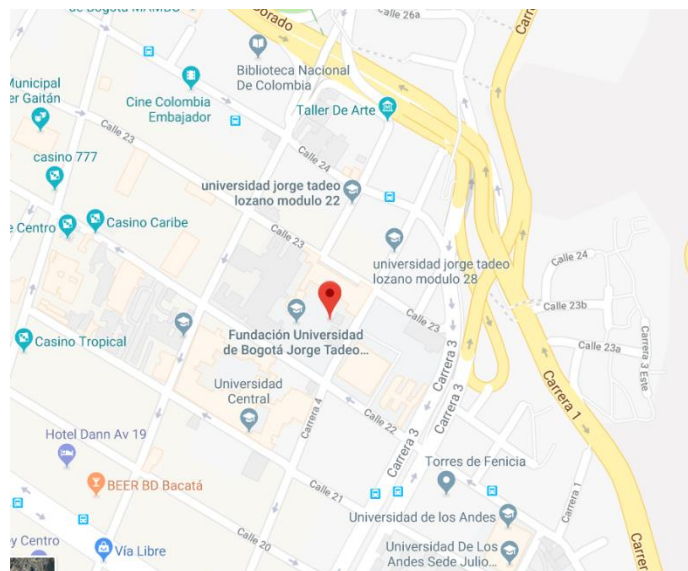 de Bogotá MAMBO
orado
Calle 26a
Carr
Biblioteca Nacional
De Colombia
Municipal
er Gaitán
Cine Colombia
Embajador
Taller De Arte
Calle 23
casino 777
Calle 24
universidad jorge tadeo
lozano modulo 22
e Centro
Casino Caribe
Calle 23
universidad jorge tadeo
lozano modulo 28
Calle 24
Calle 23b
Calle 23
Fundación Universidad
de Bogotá Jorge Tadeo...
Casino Tropical
Calle 23a
Carrera 3 Este
Carrera 3
Carrera 3
Carrera 1
Universidad
Central
Carrera 4
Calle 22
Carrera 3
Hotel Dann Av 19
Torres de Fenicia
BEER BD Bacatá
Calle 21
Carrera 1
Universidad de los Andes
Calle 20
ey Centro
Vía Libre
Universidad De Los
Andes Sede Julio...